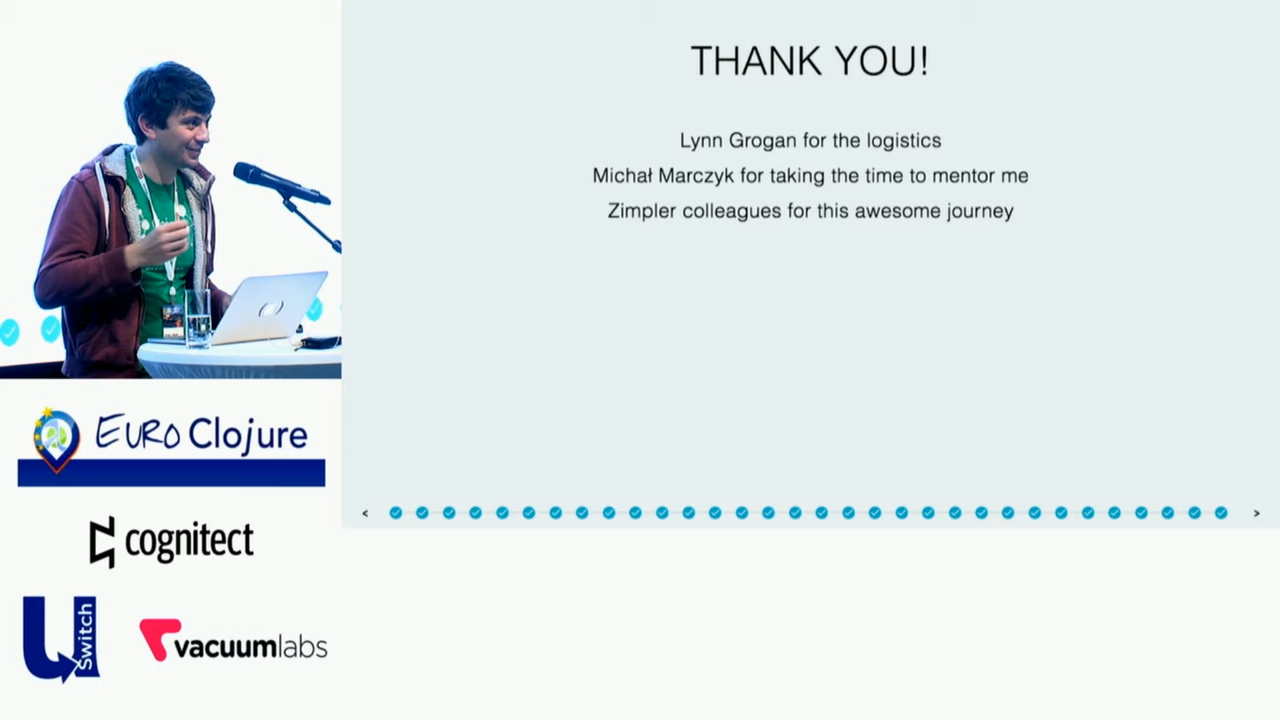 THANK YOU!
Lynn Grogan for the logistics
Michał Marczyk for taking the time to mentor me
Zimpler colleagues for this awesome journey
< >
EURO Clojure
cognitect
U Switch
vacuumlabs